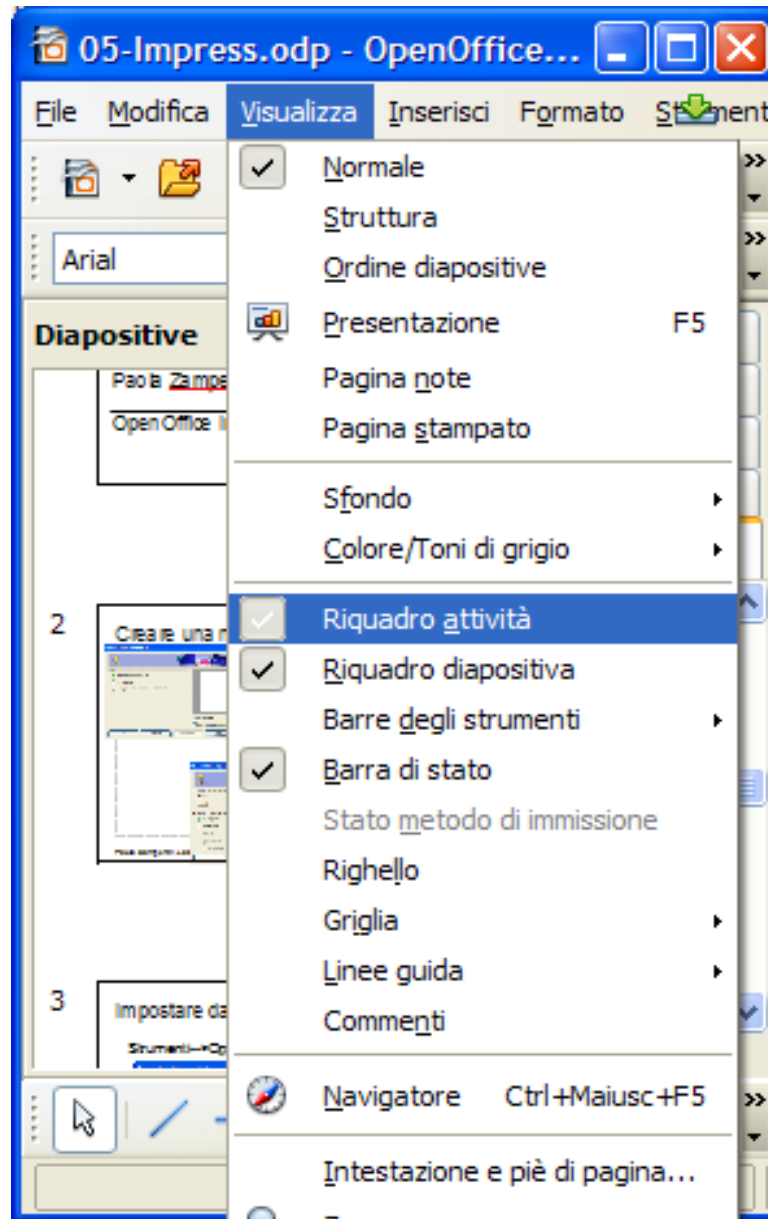 05-Impress.odp - OpenOffice...
File Modifica Visualizza Inserisci Formato
Normale
Struttura
Ordine diapositive
Presentazione F5
Pagina note
Pagina stampato
Sfondo
Colore/Toni di grigio
Riquadro attività
Riquadro diapositiva
Barre degli strumenti
Barra di stato
Stato metodo di immissione
Righello
Griglia
Linee guida
Commenti
Navigatore Ctrl+Maiusc+F5
Intestazione e piè di pagina...
Arial
Diapositive
Paola Zampe
OpenOffice I
2
Creare una n
3
Impostare da
Strumenti-->Op